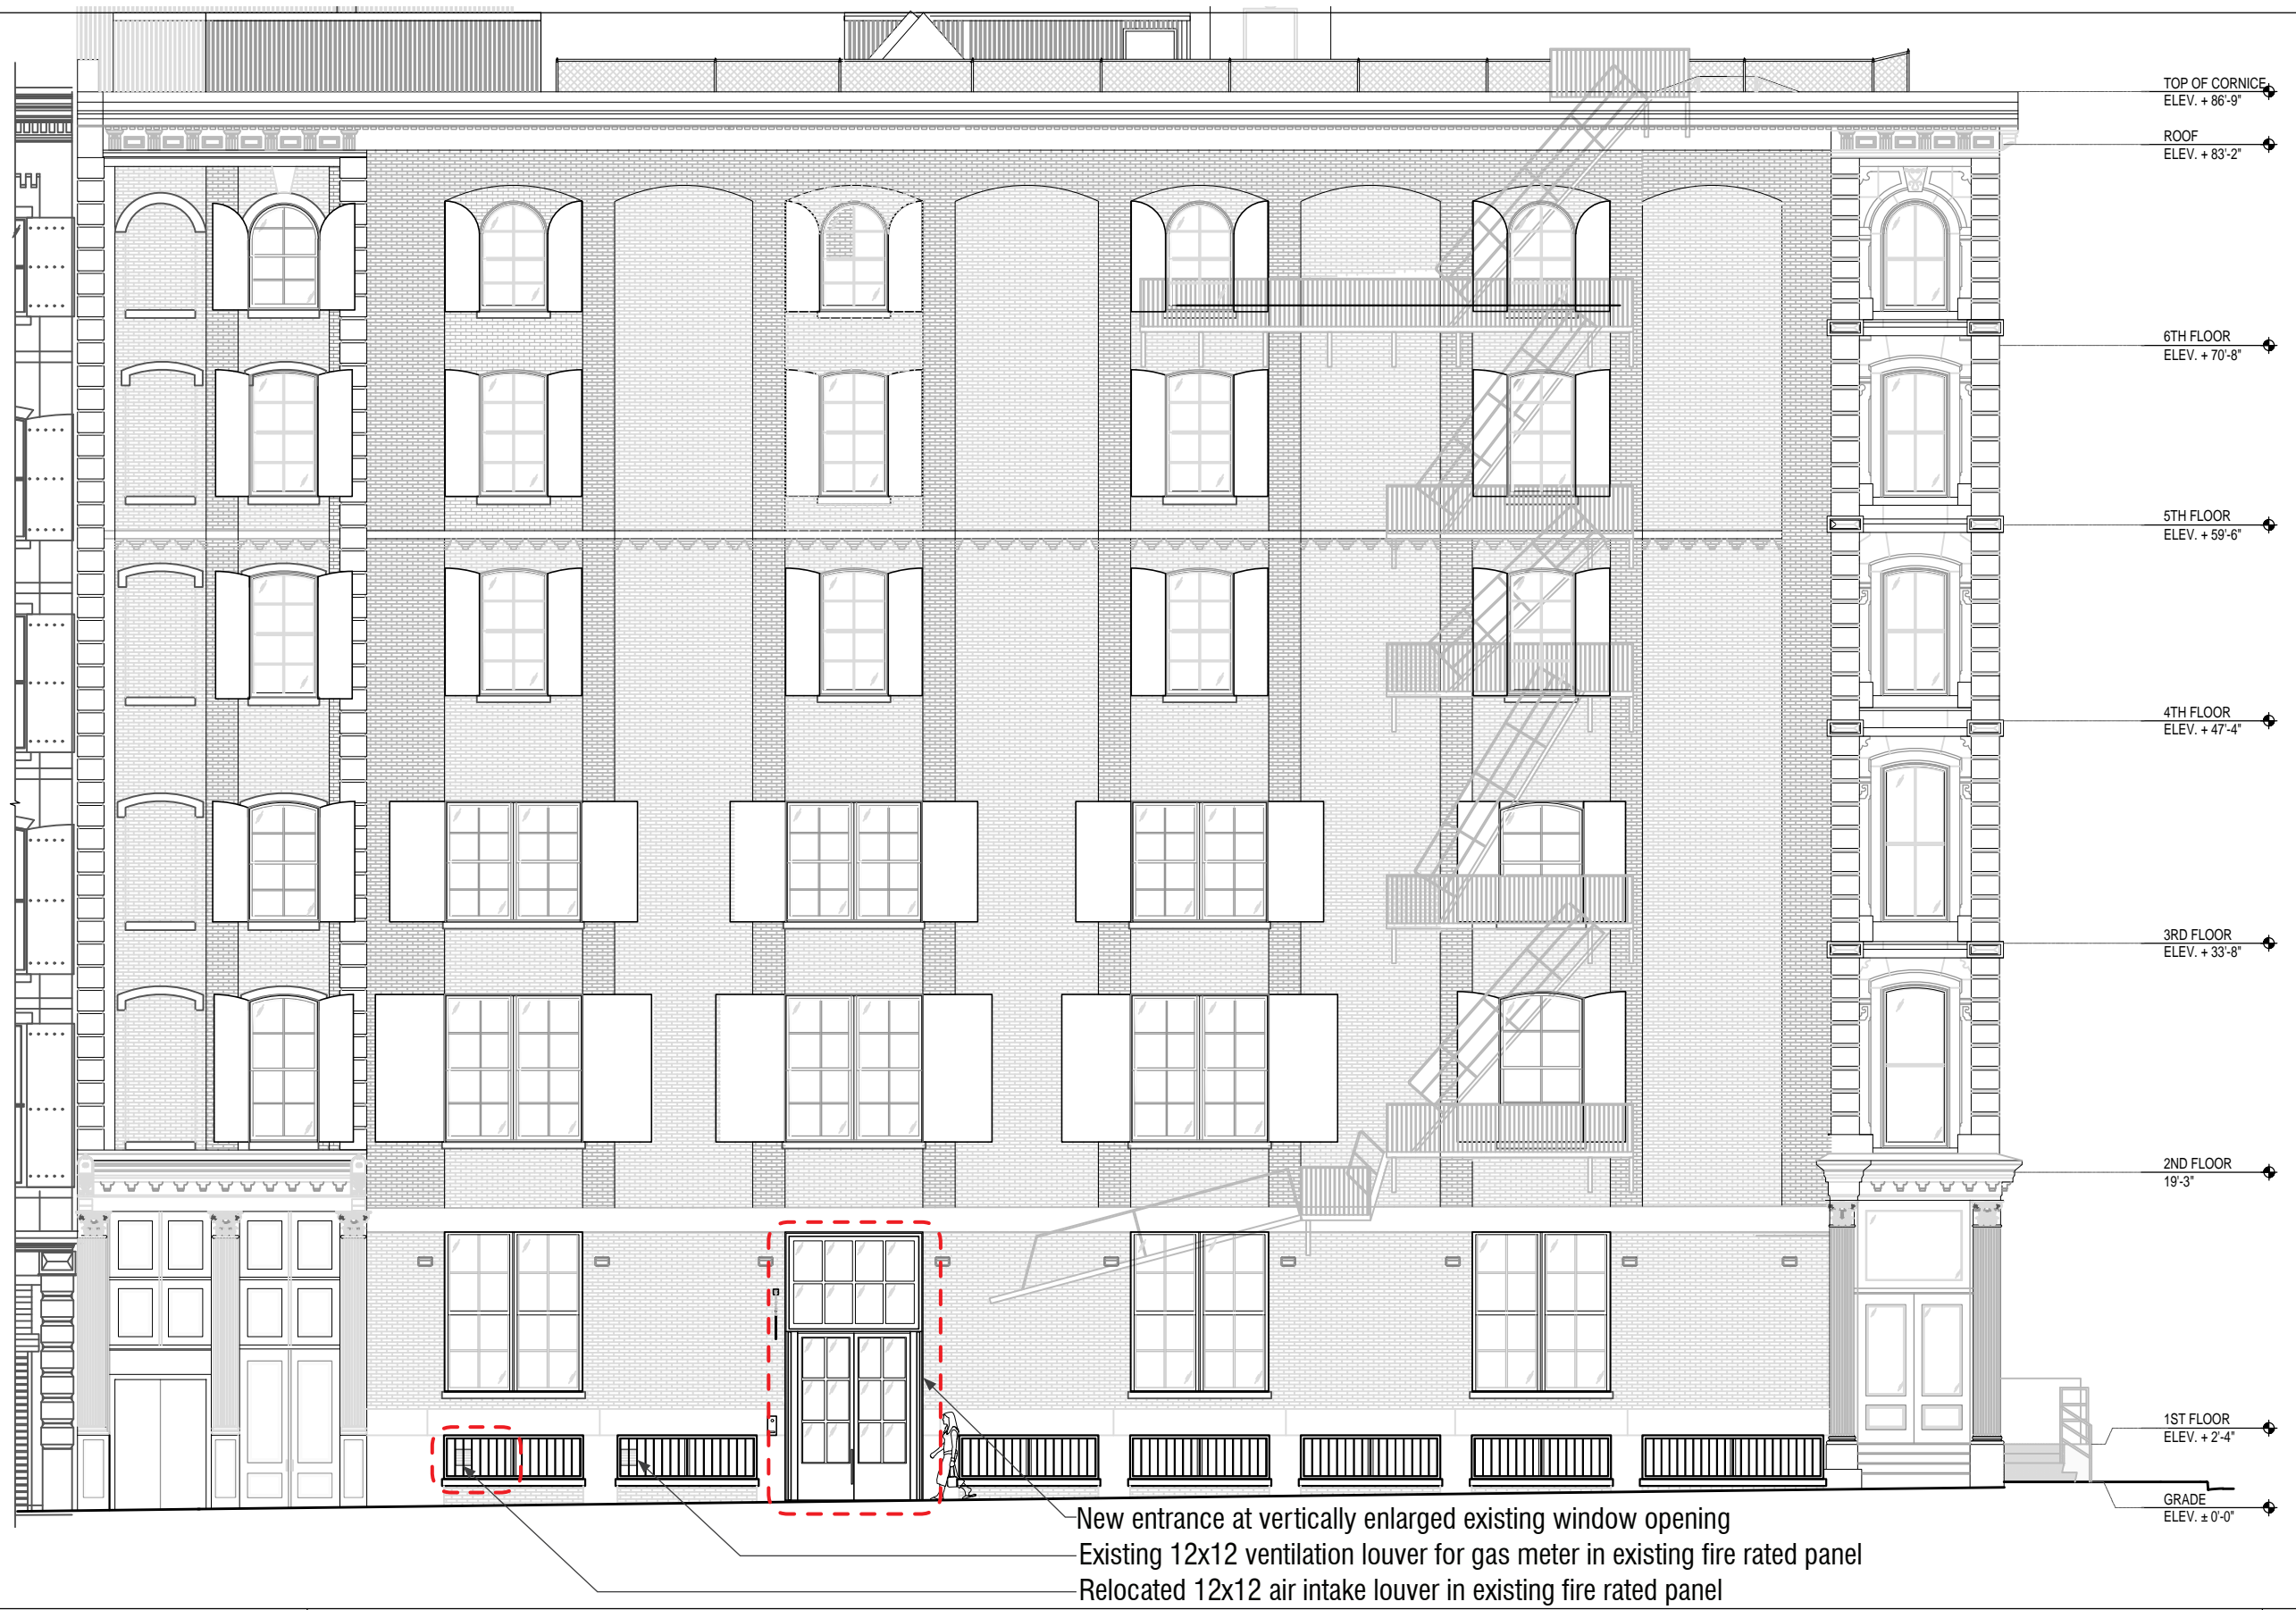 TOP OF CORNICE
ELEV. + 86'-9"
ROOF
ELEV. + 83'-2"
6TH FLOOR
ELEV. + 70'-8"
5TH FLOOR
ELEV. + 59'-6"
4TH FLOOR
ELEV. + 47'-4"
3RD FLOOR
ELEV. + 33'-8"
2ND FLOOR
19'-3"
1ST FLOOR
ELEV. + 2'-4"
GRADE
ELEV. ± 0'-0"
New entrance at vertically enlarged existing window opening
Existing 12x12 ventilation louver for gas meter in existing fire rated panel
Relocated 12x12 air intake louver in existing fire rated panel